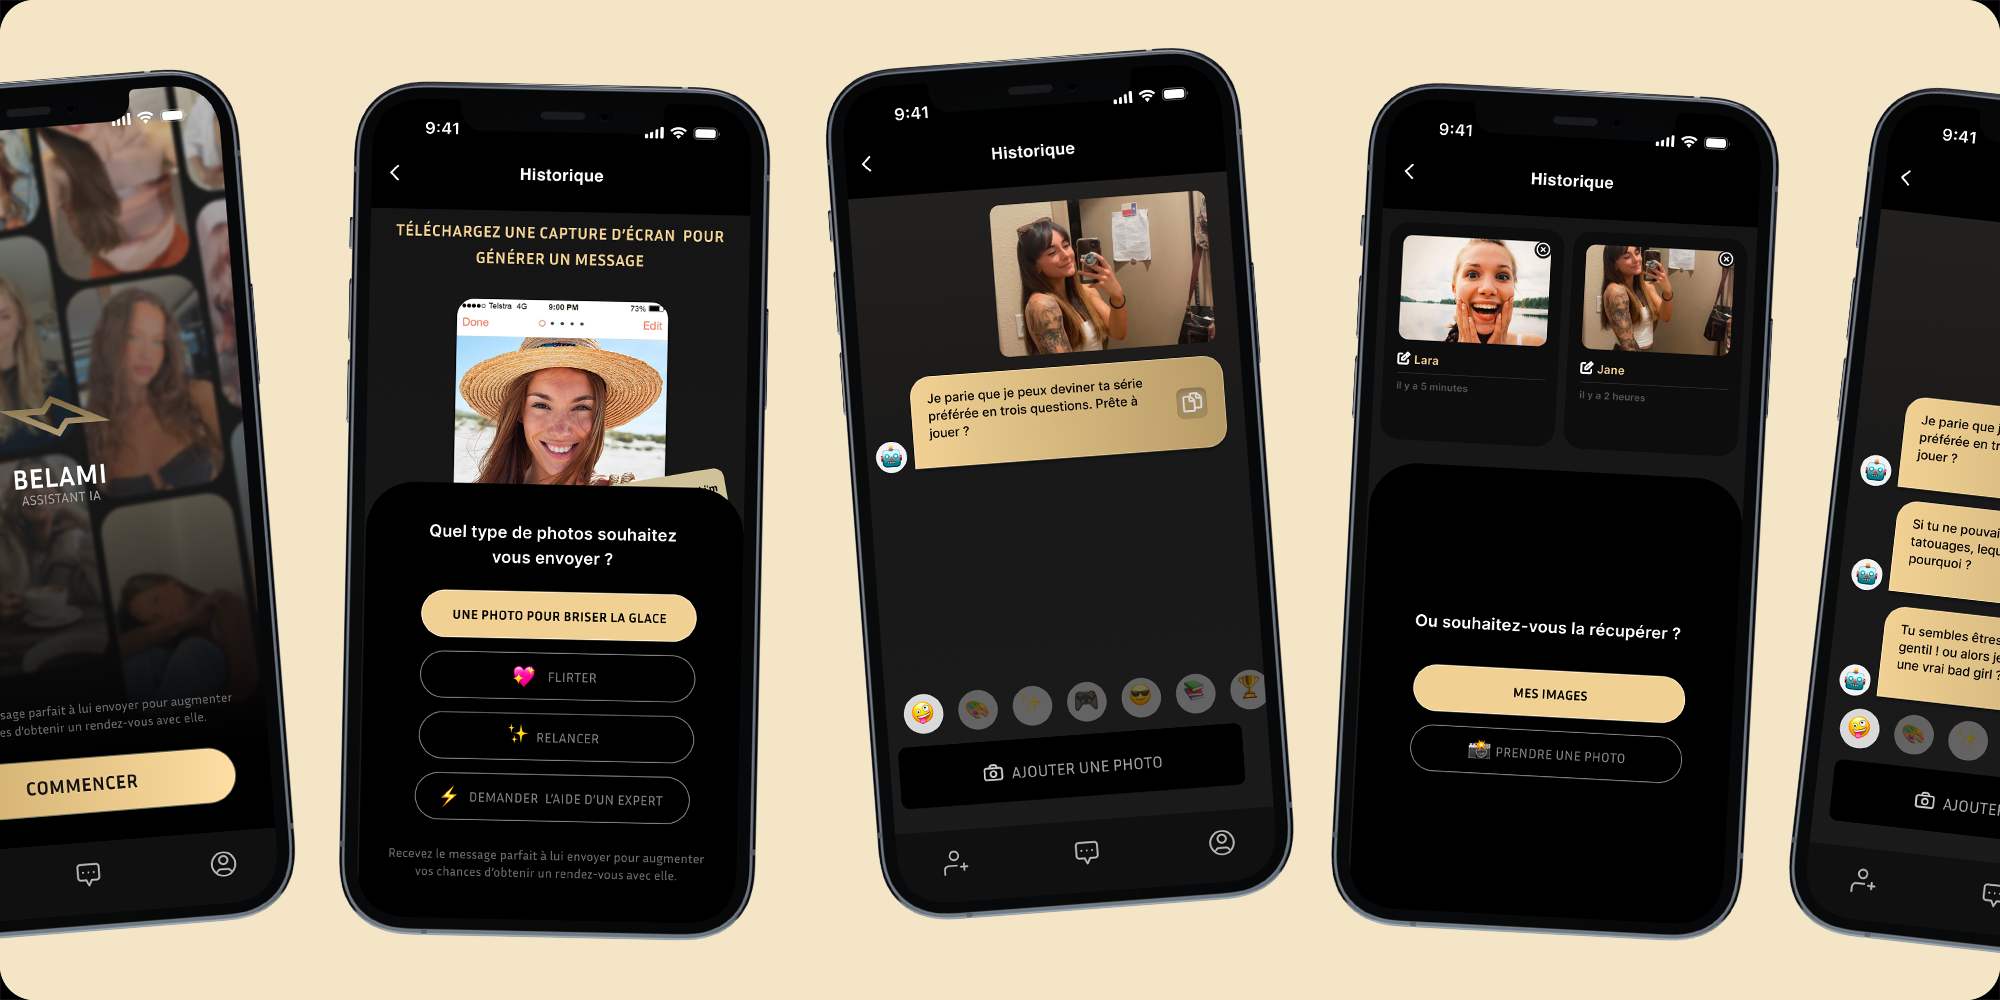 BELAMI
ASSISTANT IA
sage parfait à lui envoyer pour augmenter
es d'obtenir un rendez-vous avec elle.
COMMENCER
9:41
Historique
TÉLÉCHARGEZ UNE CAPTURE D'ÉCRAN POUR
GÉNÉRER UN MESSAGE
Telstra 4G 9:00 PM 73%
Done Edit
Quel type de photos souhaitez
vous envoyer ?
UNE PHOTO POUR BRISER LA GLACE
FLIRTER
RELANCER
DEMANDER L'AIDE D'UN EXPERT
Recevez le message parfait à lui envoyer pour augmenter
vos chances d'obtenir un rendez-vous avec elle.
9:41
Historique
Je parie que je peux deviner ta série
préférée en trois questions. Prête à
jouer ?
AJOUTER UNE PHOTO
9:41
Historique
Lara
il y a 5 minutes
Jane
il y a 2 heures
Ou souhaitez-vous la récupérer ?
MES IMAGES
PRENDRE UNE PHOTO
9:41
Je parie que j
préférée en tr
jouer ?
Si tu ne pouvai
tatouages, lequ
pourquoi ?
Tu sembles êtres
gentil ! ou alors je
une vrai bad girl ?
AJOUTER